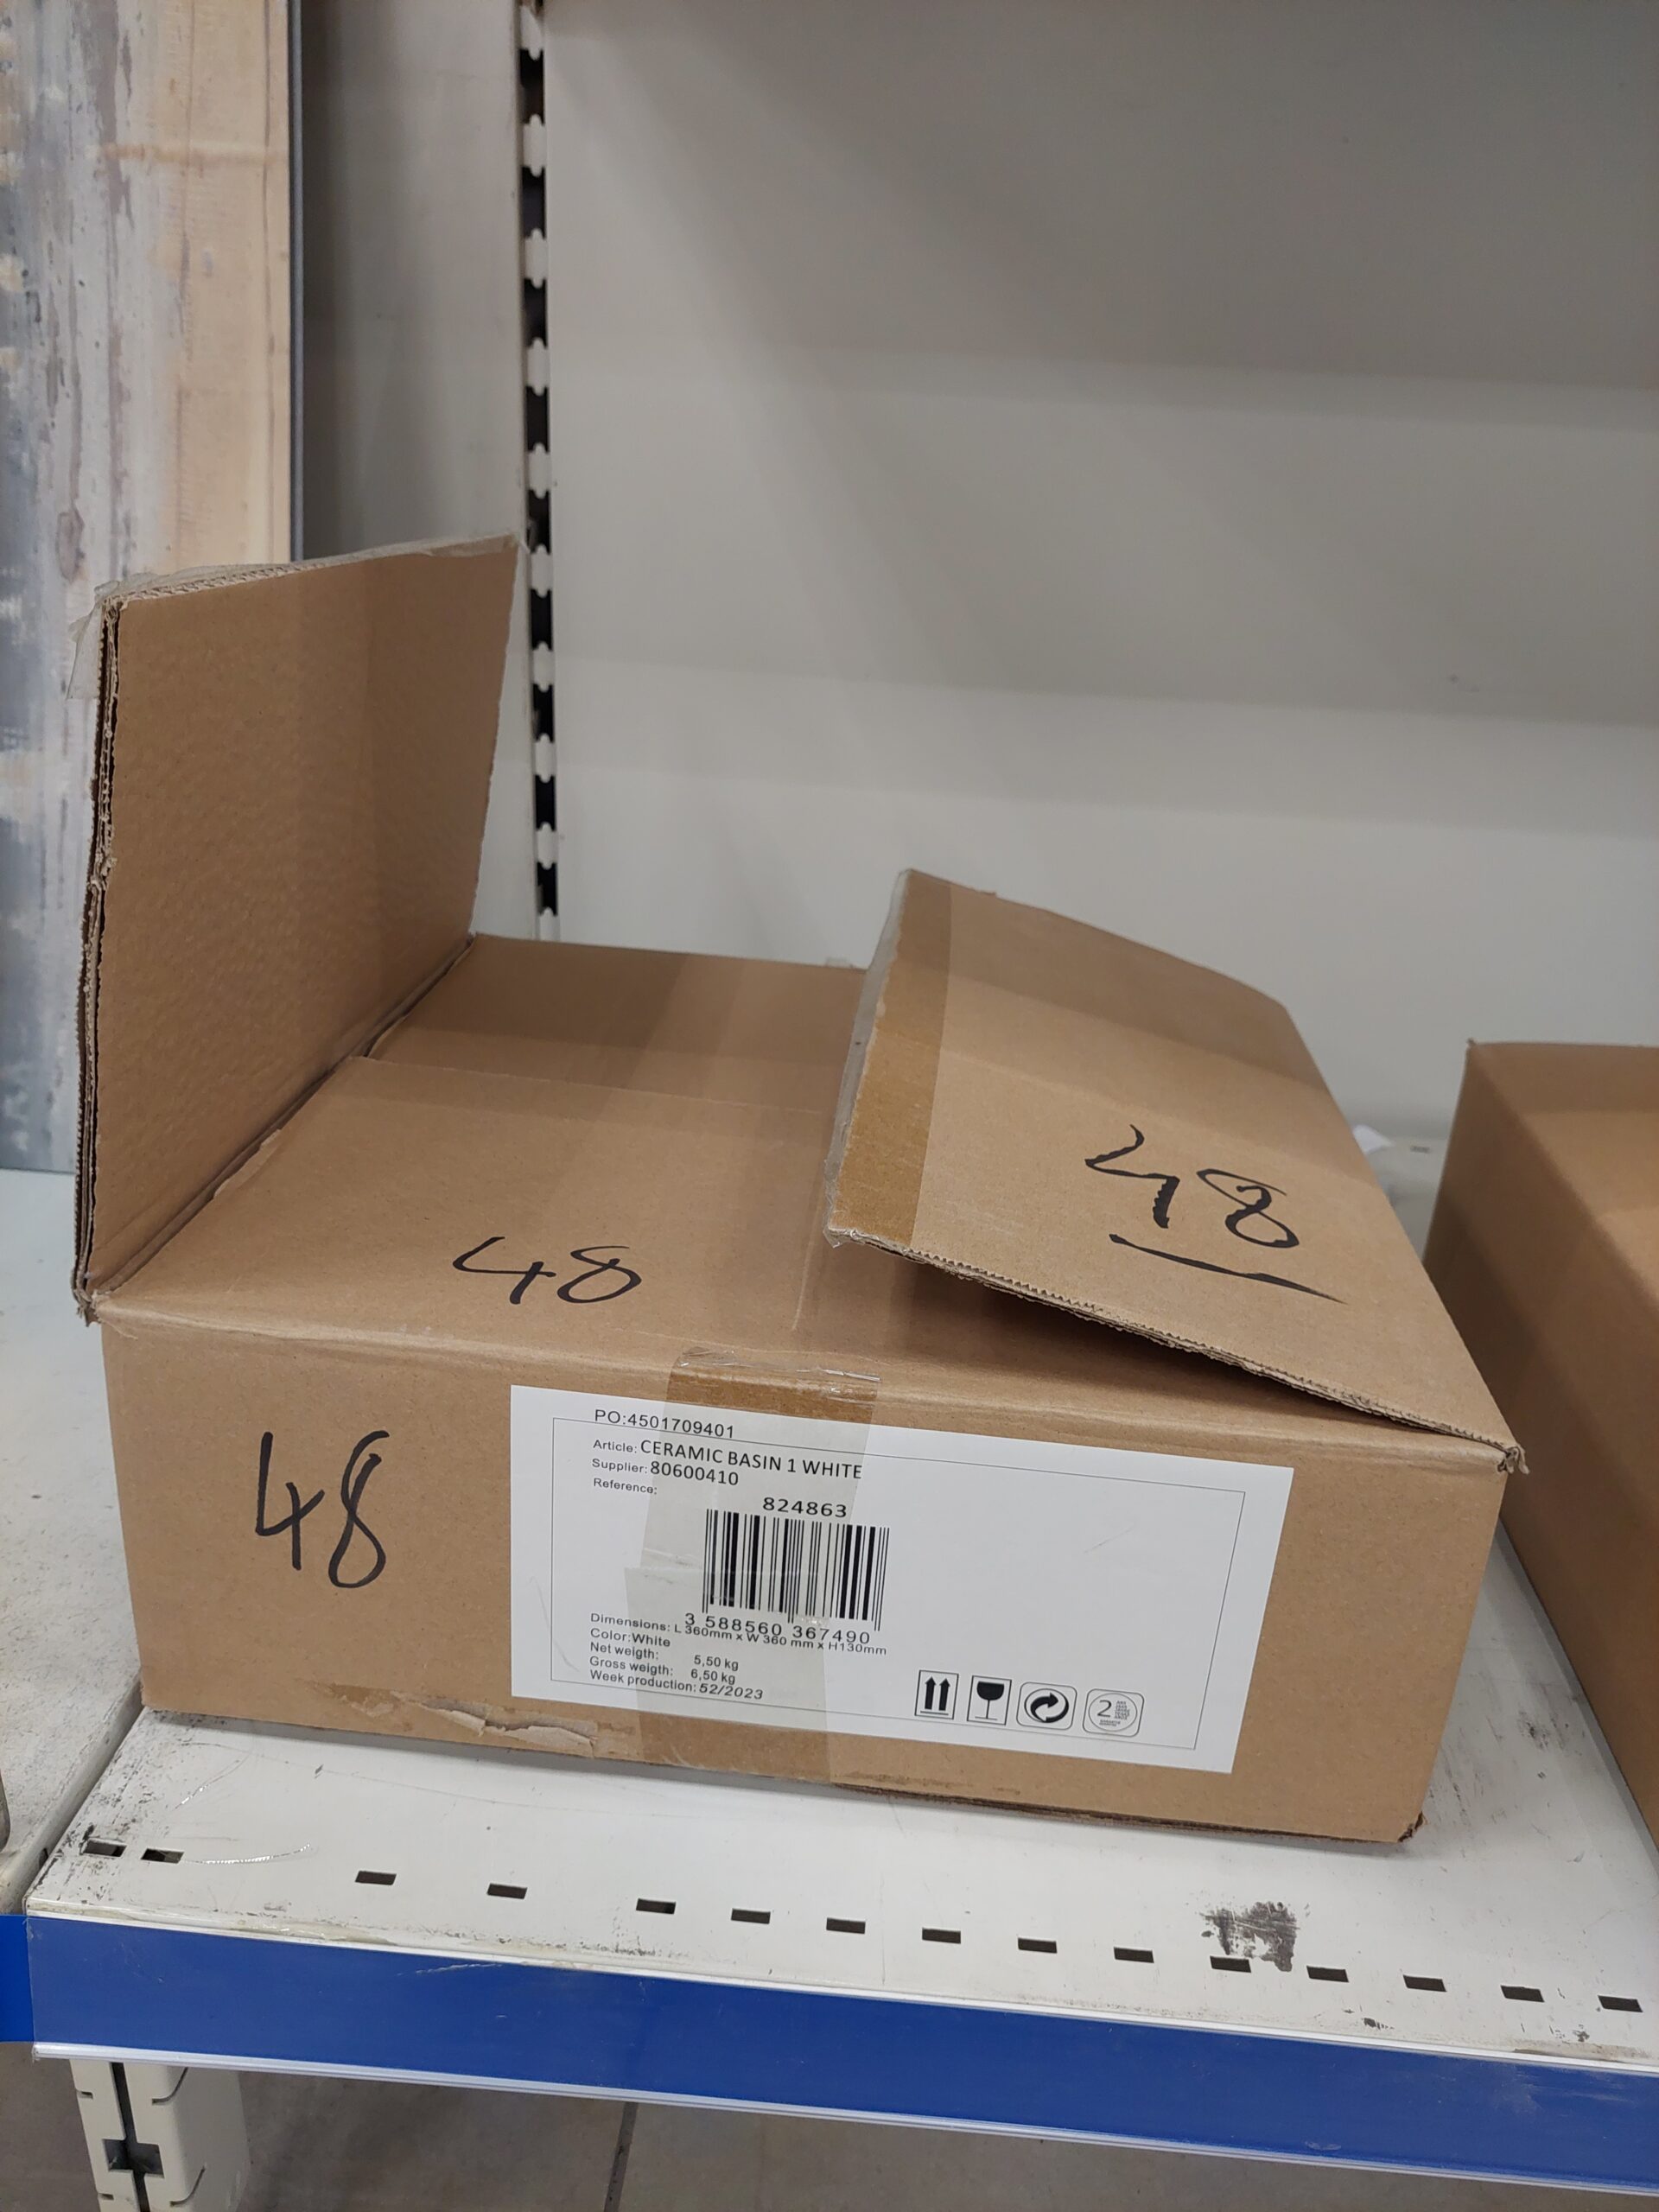 48
48
48
PO:4501709401
Article: CERAMIC BASIN 1 WHITE
Supplier: 80600410
Reference:
824863
3 588560 367490
Dimensions: L 360mm x W 360 mm x H130mm
Color:White
Net weigth: 5,50 kg
Gross weigth: 6,50 kg
Week production: 52/2023
2